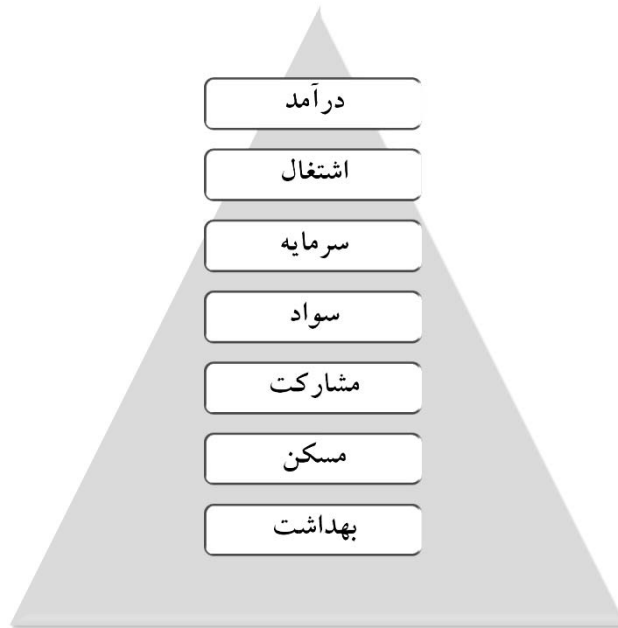 درآمد
اشتغال
سرمایه
سواد
مشارکت
مسکن
بهداشت